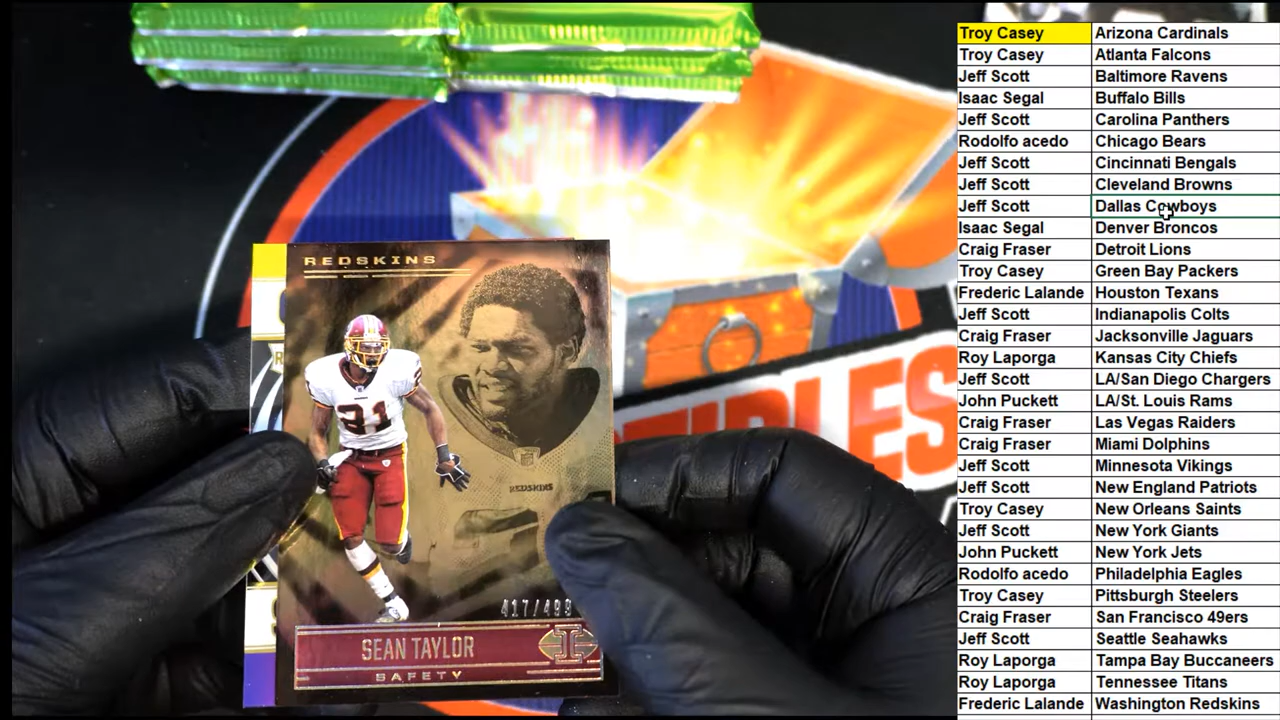 REDSKINS
21
REDSKINS
417/499
SEAN TAYLOR
SAFETY
Troy Casey Arizona Cardinals
Troy Casey Atlanta Falcons
Jeff Scott Baltimore Ravens
Isaac Segal Buffalo Bills
Jeff Scott Carolina Panthers
Rodolfo acedo Chicago Bears
Jeff Scott Cincinnati Bengals
Jeff Scott Cleveland Browns
Jeff Scott Dallas Cowboys
Isaac Segal Denver Broncos
Craig Fraser Detroit Lions
Troy Casey Green Bay Packers
Frederic Lalande Houston Texans
Jeff Scott Indianapolis Colts
Craig Fraser Jacksonville Jaguars
Roy Laporga Kansas City Chiefs
Jeff Scott LA/San Diego Chargers
John Puckett LA/St. Louis Rams
Craig Fraser Las Vegas Raiders
Craig Fraser Miami Dolphins
Jeff Scott Minnesota Vikings
Jeff Scott New England Patriots
Troy Casey New Orleans Saints
Jeff Scott New York Giants
John Puckett New York Jets
Rodolfo acedo Philadelphia Eagles
Troy Casey Pittsburgh Steelers
Craig Fraser San Francisco 49ers
Jeff Scott Seattle Seahawks
Roy Laporga Tampa Bay Buccaneers
Roy Laporga Tennessee Titans
Frederic Lalande Washington Redskins